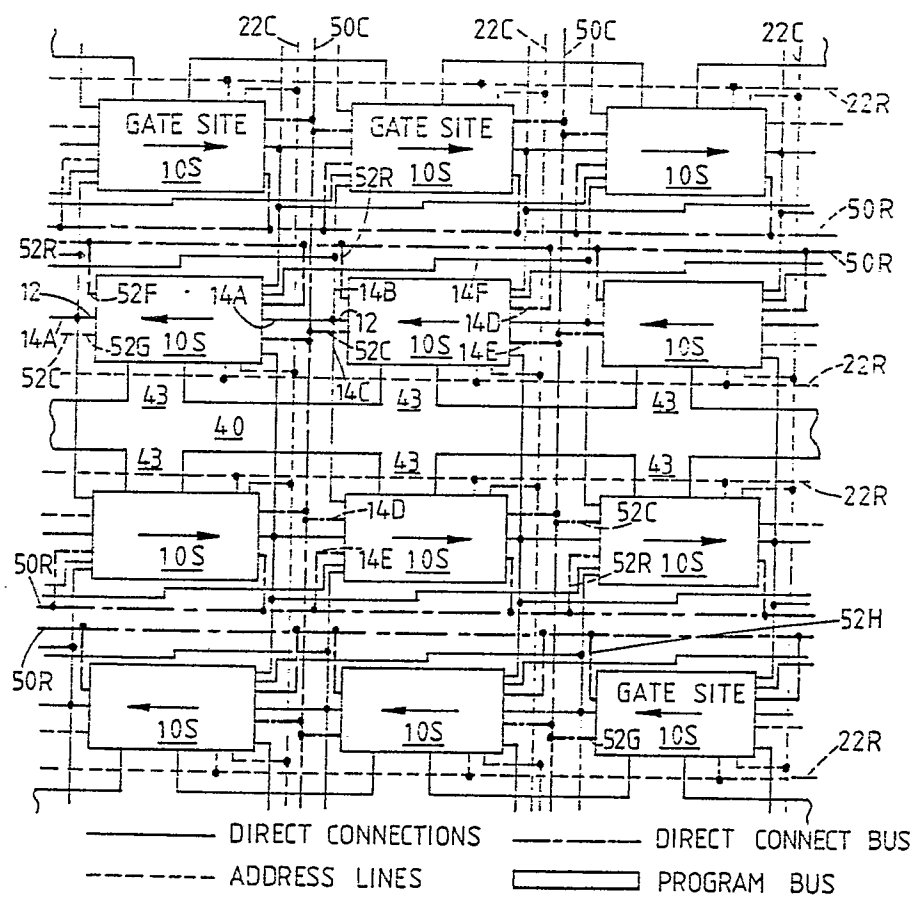 22C 50C 22C 50C 22C
22R
GATE SITE GATE SITE
10S 10S 10S
52R
50R
52R 50R
52F 14A 14B 14F
12 12 14D
14A 52G 10S 52C 10S 14E 10S
52C 22R
43 14C 43 43
40
43 43 43
22R
14D 52C
10S 14E 10S 52R 10S
50R
52H
50R
GATE SITE
10S 10S 10S
52G 22R
DIRECT CONNECTIONS DIRECT CONNECT BUS
ADDRESS LINES PROGRAM BUS